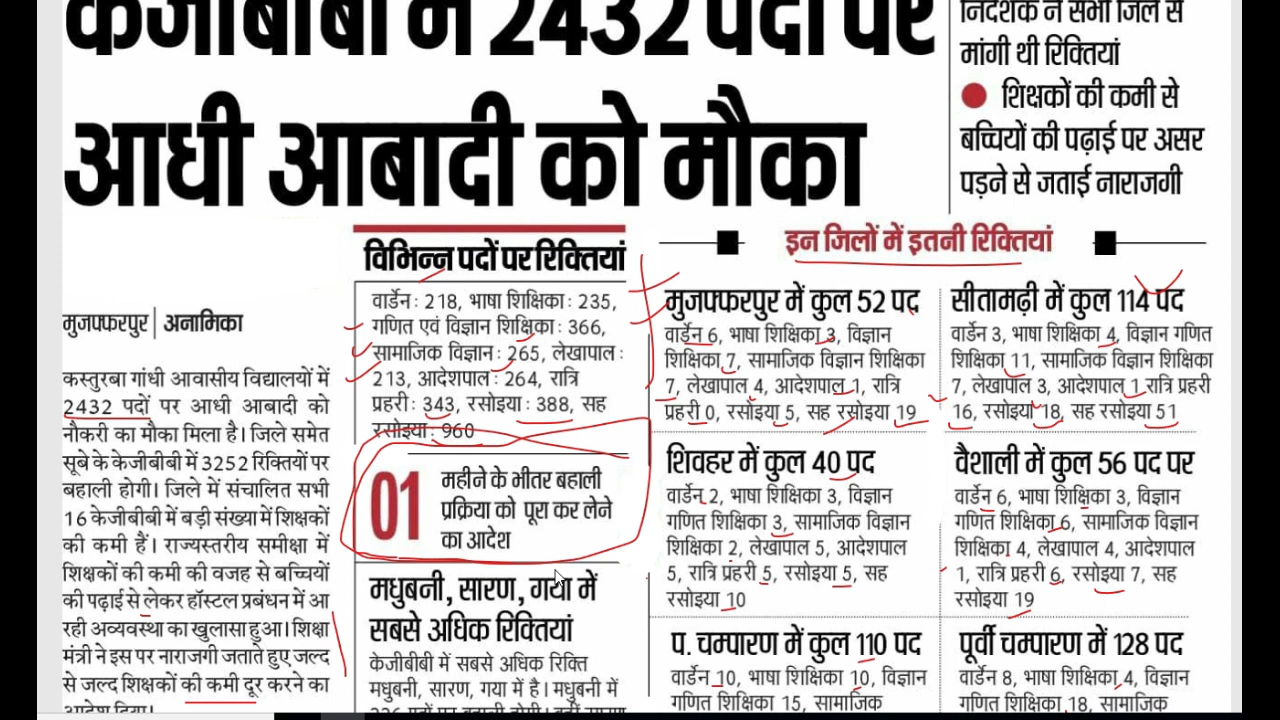 केजीबीबी में 2432 पदों पर
आधी आबादी को मौका
निदेशक ने सभी जिले से
मांगी थी रिक्तियां
शिक्षकों की कमी से
बच्चियों की पढ़ाई पर असर
पड़ने से जताई नाराजगी
मुजफ्फरपुर | अनामिका
कस्तुरबा गांधी आवासीय विद्यालयों में
2432 पदों पर आधी आबादी को
नौकरी का मौका मिला है। जिले समेत
सूबे के केजीबीबी में 3252 रिक्तियों पर
बहाली होगी। जिले में संचालित सभी
16 केजीबीबी में बड़ी संख्या में शिक्षकों
की कमी हैं। राज्यस्तरीय समीक्षा में
शिक्षकों की कमी की वजह से बच्चियों
की पढ़ाई से लेकर हॉस्टल प्रबंधन में आ
रही अव्यवस्था का खुलासा हुआ। शिक्षा
मंत्री ने इस पर नाराजगी जताते हुए जल्द
से जल्द शिक्षकों की कमी दूर करने का
आदेश दिया।
विभिन्न पदों पर रिक्तियां
वार्डेन: 218, भाषा शिक्षिका: 235,
गणित एवं विज्ञान शिक्षिका: 366,
सामाजिक विज्ञान: 265, लेखापाल:
213, आदेशपाल: 264, रात्रि
प्रहरी: 343, रसोइया: 388, सह
रसोइया: 960
01
महीने के भीतर बहाली
प्रक्रिया को पूरा कर लेने
का आदेश
मधुबनी, सारण, गया में
सबसे अधिक रिक्तियां
केजीबीबी में सबसे अधिक रिक्ति
मधुबनी, सारण, गया में है। मधुबनी में
इन जिलों में इतनी रिक्तियां
मुजफ्फरपुर में कुल 52 पद
वार्डेन 6, भाषा शिक्षिका 3, विज्ञान
शिक्षिका 7, सामाजिक विज्ञान शिक्षिका
7, लेखापाल 4, आदेशपाल 1, रात्रि
प्रहरी 0, रसोइया 5, सह रसोइया 19
सीतामढ़ी में कुल 114 पद
वार्डेन 3, भाषा शिक्षिका 4, विज्ञान गणित
शिक्षिका 11, सामाजिक विज्ञान शिक्षिका
7, लेखापाल 3, आदेशपाल 1 रात्रि प्रहरी
16, रसोइया 18, सह रसोइया 51
शिवहर में कुल 40 पद
वार्डेन 2, भाषा शिक्षिका 3, विज्ञान
गणित शिक्षिका 3, सामाजिक विज्ञान
शिक्षिका 2, लेखापाल 5, आदेशपाल
5, रात्रि प्रहरी 5, रसोइया 5, सह
रसोइया 10
वैशाली में कुल 56 पद पर
वार्डेन 6, भाषा शिक्षिका 3, विज्ञान
गणित शिक्षिका 6, सामाजिक विज्ञान
शिक्षिका 4, लेखापाल 4, आदेशपाल
1, रात्रि प्रहरी 6, रसोइया 7, सह
रसोइया 19
प. चम्पारण में कुल 110 पद
वार्डेन 10, भाषा शिक्षिका 10, विज्ञान
गणित शिक्षिका 15, सामाजिक
पूर्वी चम्पारण में 128 पद
वार्डेन 8, भाषा शिक्षिका 4, विज्ञान
गणित शिक्षिका 18, सामाजिक